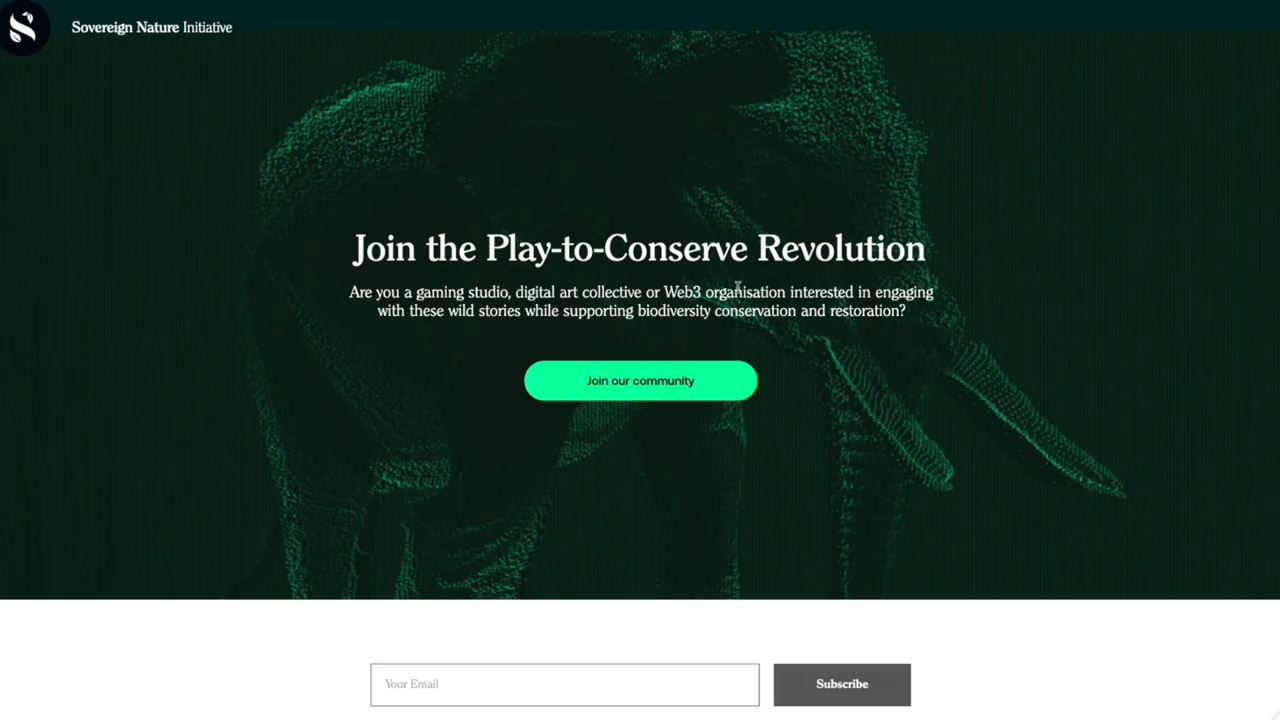 Sovereign Nature Initiative
Join the Play-to-Conserve Revolution
Are you a gaming studio, digital art collective or Web3 organisation interested in engaging
with these wild stories while supporting biodiversity conservation and restoration?
Join our community
Your Email
Subscribe